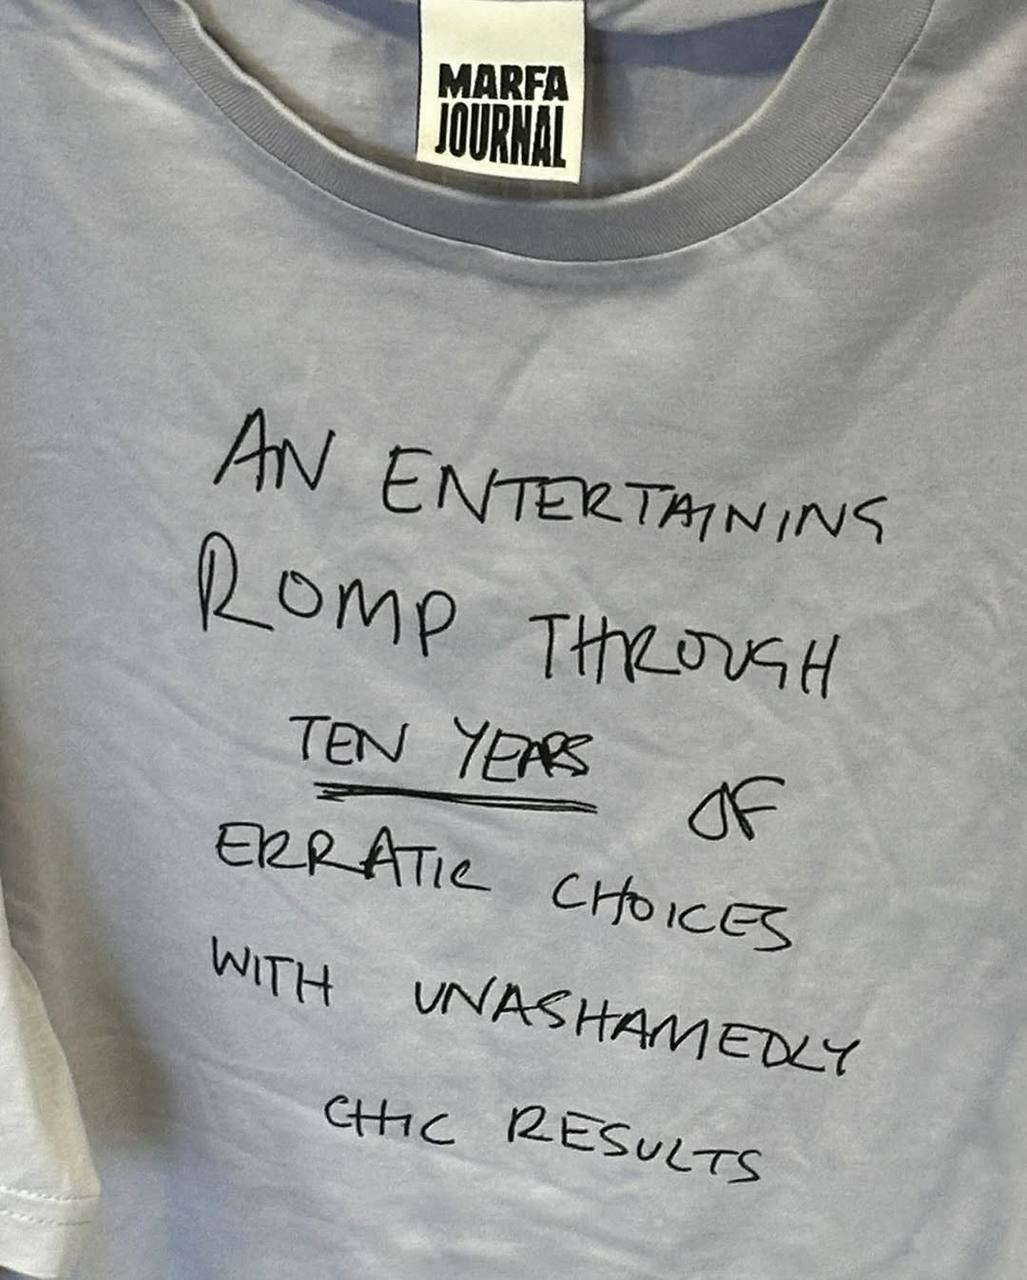 MARFA
JOURNAL
AN ENTERTAINING
ROMP THROUGH
TEN YEARS OF
ERRATIC CHOICES
WITH UNASHAMEDLY
CHIC RESULTS